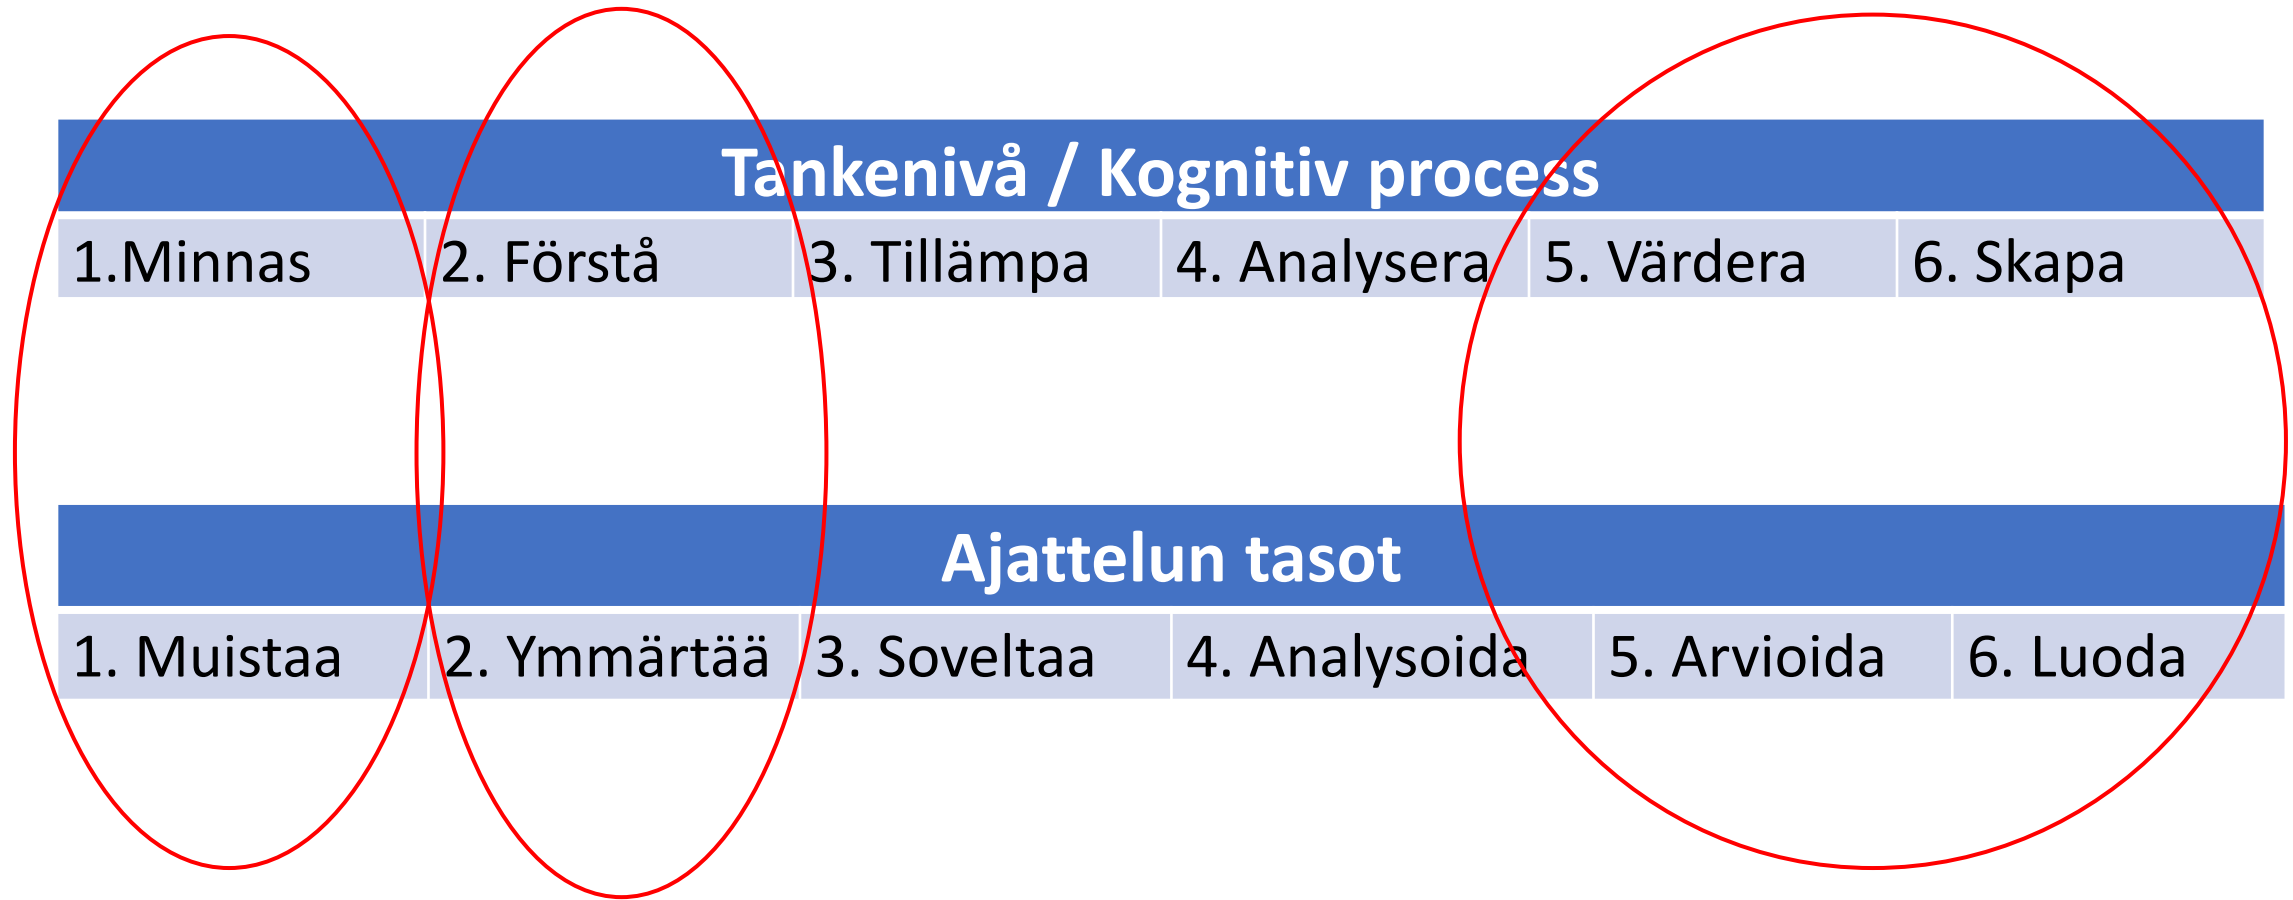 Tankenivå / Kognitiv process
1.Minnas 2. Förstå 3. Tillämpa 4. Analysera 5. Värdera 6. Skapa
Ajattelun tasot
1. Muistaa 2. Ymmärtää 3. Soveltaa 4. Analysoida 5. Arvioida 6. Luoda